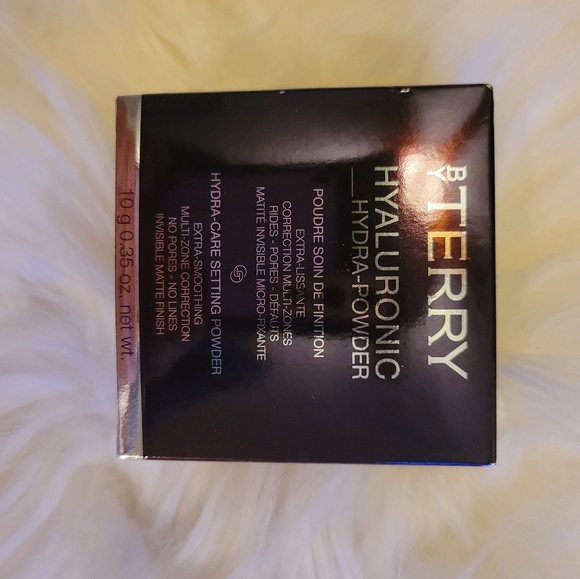 BY TERRY
HYALURONIC
HYDRA-POWDER
POUDRE SOIN DE FINITION
EXTRA-LISSANTE
CORRECTION MULTI-ZONES
RIDES - PORES - DÉFAUTS
MATITE INVISIBLE MICRO-FIXANTE
HYDRA-CARE SETTING POWDER
EXTRA-SMOOTHING
MULTI-ZONE CORRECTION
NO PORES - NO LINES
INVISIBLE MATTE FINISH
10 g 0.35 oz. net wt.